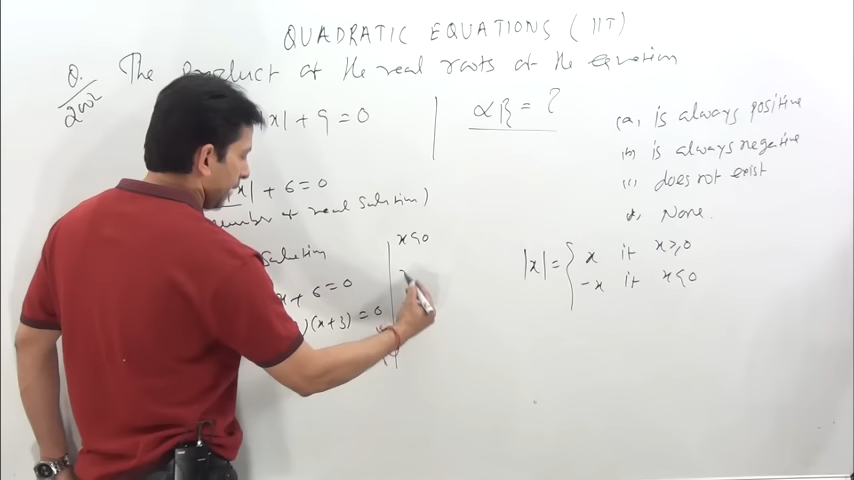 QUADRATIC EQUATIONS (IIT)
Q. The product of the real roots of the equation
2002
x| + 9 = 0
αβ = ?
(a) is always positive
(b) is always negative
(c) does not exist
(d) None.
x| + 6 = 0
number of real solution)
Solution
x + 6 = 0
)(x+3) = 0
x<0
|x| = { x if x≥0
-x if x<0